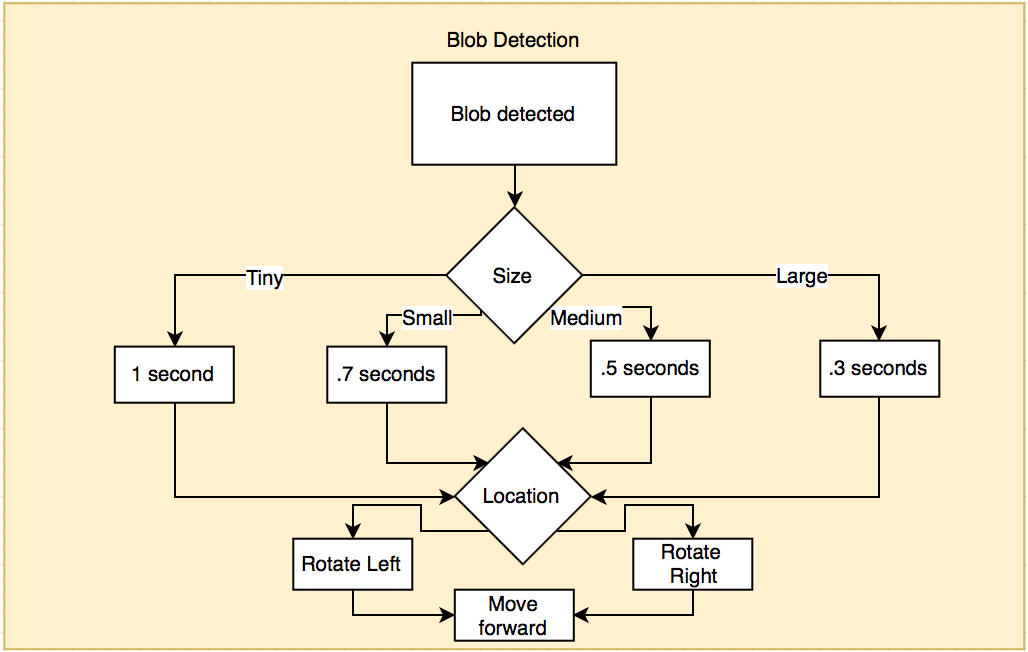 Blob Detection
Blob detected
Size
Tiny
Large
Small
Medium
1 second
.7 seconds
.5 seconds
.3 seconds
Location
Rotate Left
Rotate
Right
Move
forward